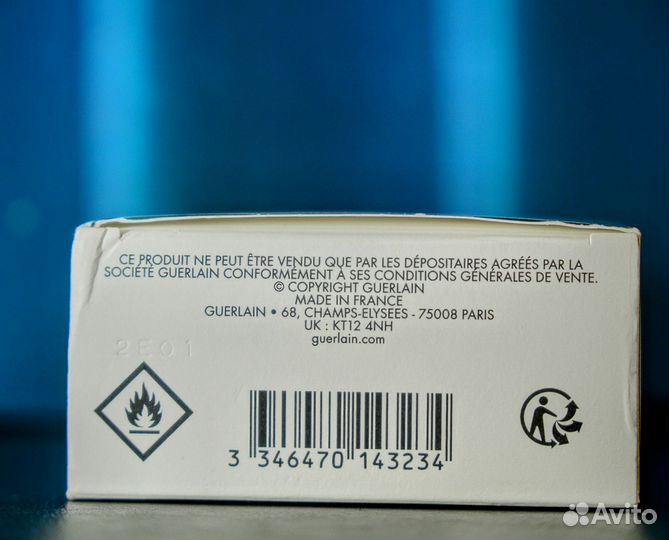 CE PRODUIT NE PEUT ÊTRE VENDU QUE PAR LES DÉPOSITAIRES AGRÉÉS PAR LA
SOCIÉTÉ GUERLAIN CONFORMÉMENT À SES CONDITIONS GÉNÉRALES DE VENTE.
© COPYRIGHT GUERLAIN
MADE IN FRANCE
GUERLAIN • 68, CHAMPS-ELYSEES - 75008 PARIS
UK : KT12 4NH
guerlain.com
2E01
3 346470 143234
Avito